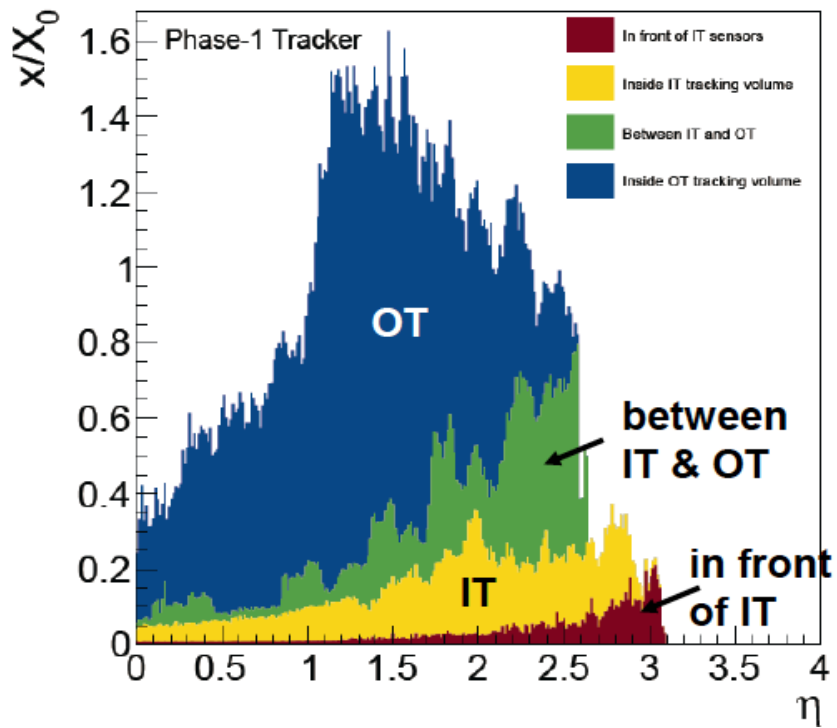 Phase-1 Tracker
In front of IT sensors
Inside IT tracking volume
Between IT and OT
Inside OT tracking volume
x/X₀
1.6
1.4
1.2
1
0.8
0.6
0.4
0.2
0
OT
between
IT & OT
IT
in front
of IT
0 0.5 1 1.5 2 2.5 3 3.5 4
η